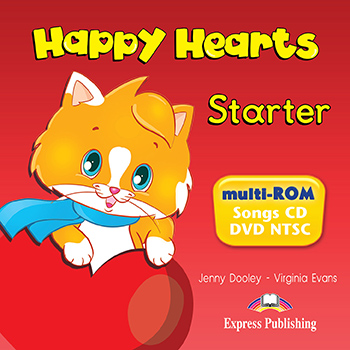 Happy Hearts
Starter
multi-ROM
Songs CD
DVD NTSC
Jenny Dooley - Virginia Evans
Express Publishing